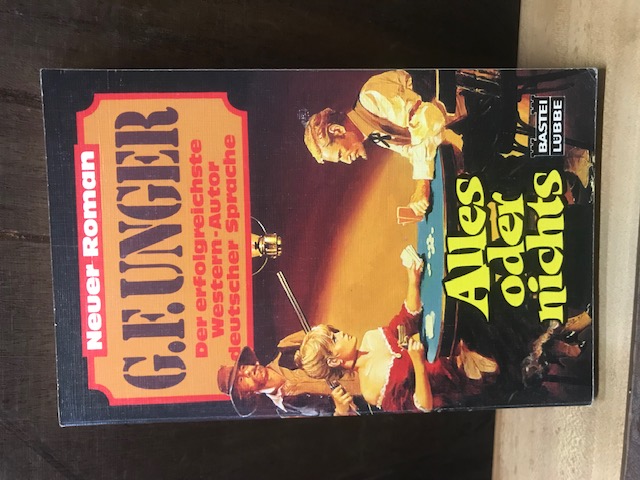 Neuer Roman
G.F. UNGER
Der erfolgreichste
Western-Autor
deutscher Sprache
Alles
oder
nichts
BASTEI
LÜBBE